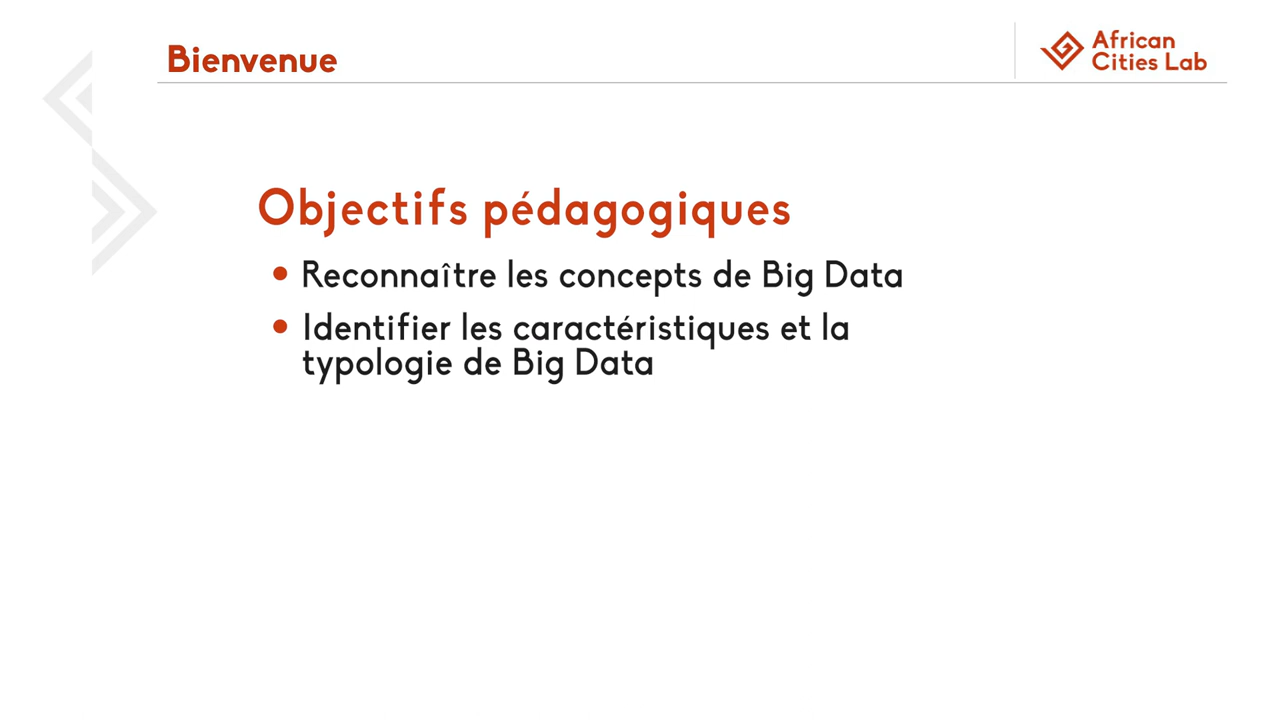 Bienvenue
African
Cities Lab
Objectifs pédagogiques
Reconnaître les concepts de Big Data
Identifier les caractéristiques et la
typologie de Big Data